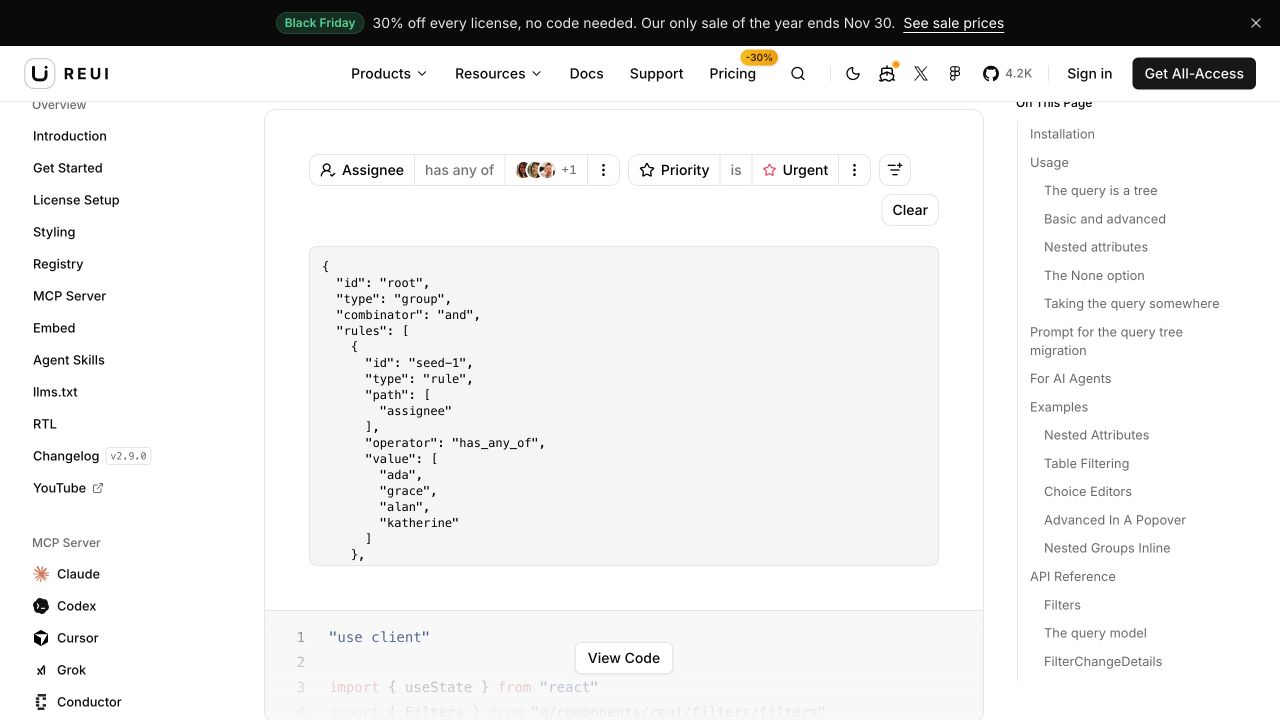 Black Friday 30% off every license, no code needed. Our only sale of the year ends Nov 30. See sale prices
REUI
Products
Resources
Docs
Support
Pricing
-30%
4.2K
Sign in
Get All-Access
Overview
Introduction
Get Started
License Setup
Styling
Registry
MCP Server
Embed
Agent Skills
llms.txt
RTL
Changelog v2.9.0
YouTube
MCP Server
Claude
Codex
Cursor
Grok
Conductor
Assignee has any of +1 Priority is Urgent
Clear
{
  "id": "root",
  "type": "group",
  "combinator": "and",
  "rules": [
    {
      "id": "seed-1",
      "type": "rule",
      "path": [
        "assignee"
      ],
      "operator": "has_any_of",
      "value": [
        "ada",
        "grace",
        "alan",
        "katherine"
      ]
    },
1 "use client"
2
View Code
3 import { useState } from "react"
4 import { Filters } from "@/components/reui/filters/filters"
On This Page
Installation
Usage
The query is a tree
Basic and advanced
Nested attributes
The None option
Taking the query somewhere
Prompt for the query tree
migration
For AI Agents
Examples
Nested Attributes
Table Filtering
Choice Editors
Advanced In A Popover
Nested Groups Inline
API Reference
Filters
The query model
FilterChangeDetails